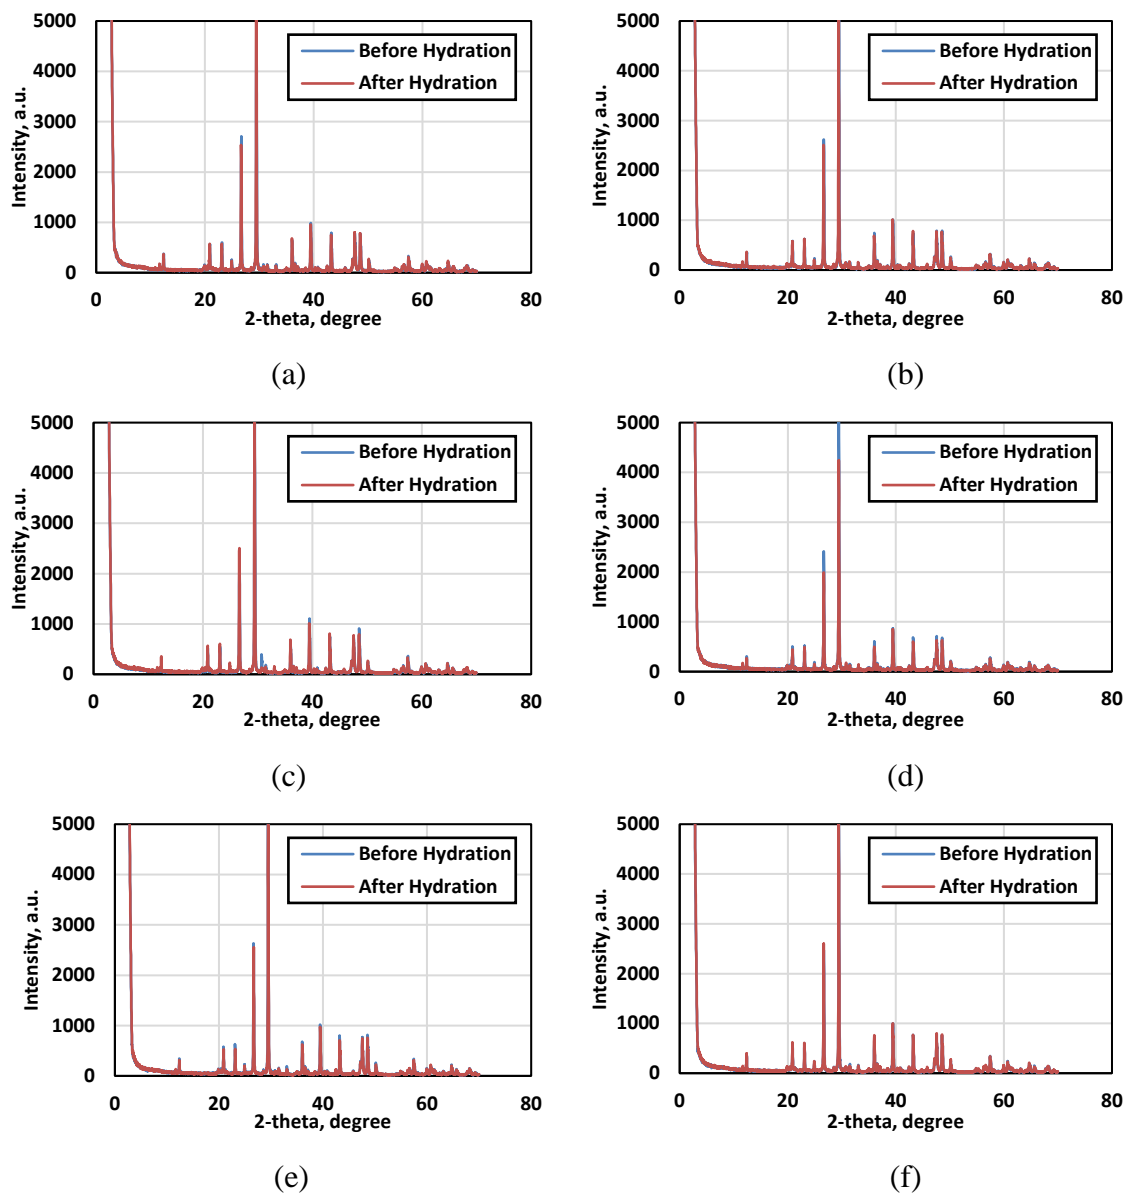 5000
4000
3000
2000
1000
0
Intensity, a.u.
Before Hydration
After Hydration
0 20 40 60 80
2-theta, degree
(a)
5000
4000
3000
2000
1000
0
Intensity, a.u.
Before Hydration
After Hydration
0 20 40 60 80
2-theta, degree
(b)
5000
4000
3000
2000
1000
0
Intensity, a.u.
Before Hydration
After Hydration
0 20 40 60 80
2-theta, degree
(c)
5000
4000
3000
2000
1000
0
Intensity, a.u.
Before Hydration
After Hydration
0 20 40 60 80
2-theta, degree
(d)
5000
4000
3000
2000
1000
0
Intensity, a.u.
Before Hydration
After Hydration
0 20 40 60 80
2-theta, degree
(e)
5000
4000
3000
2000
1000
0
Intensity, a.u.
Before Hydration
After Hydration
0 20 40 60 80
2-theta, degree
(f)